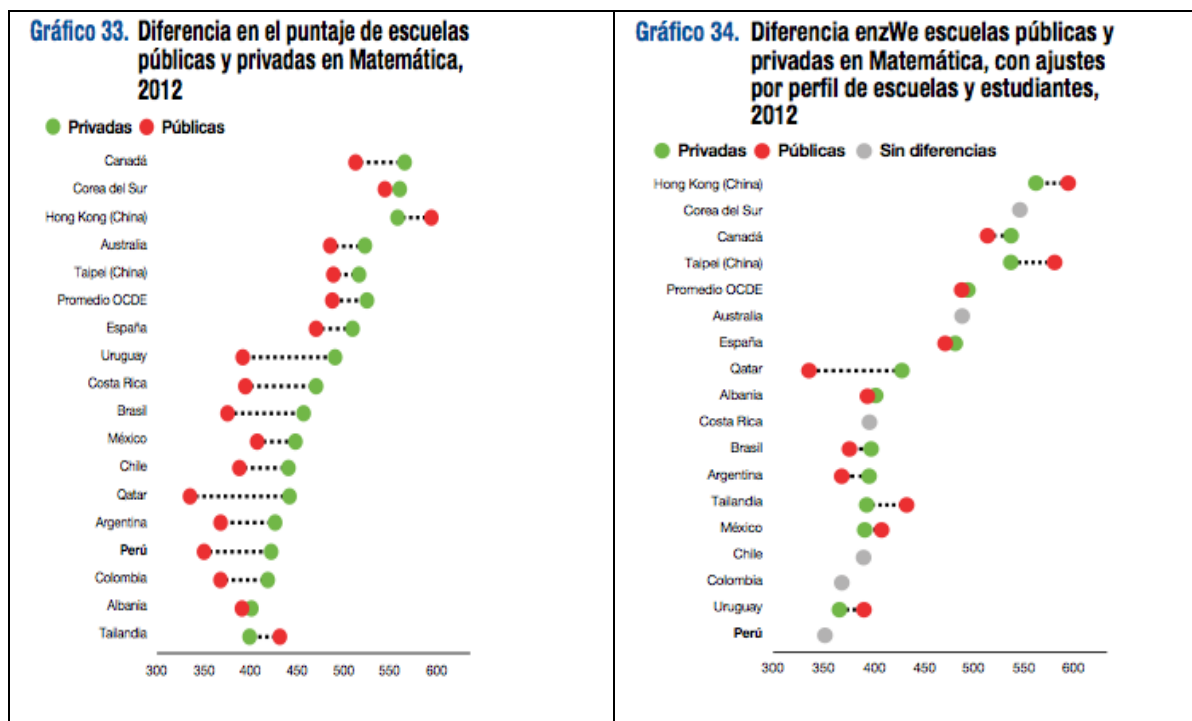 Gráfico 33. Diferencia en el puntaje de escuelas
públicas y privadas en Matemática,
2012
Privadas Públicas
Canadá
Corea del Sur
Hong Kong (China)
Australia
Taipei (China)
Promedio OCDE
España
Uruguay
Costa Rica
Brasil
México
Chile
Qatar
Argentina
Perú
Colombia
Albania
Tailandia
300 350 400 450 500 550 600
Gráfico 34. Diferencia enzWe escuelas públicas y
privadas en Matemática, con ajustes
por perfil de escuelas y estudiantes,
2012
Privadas Públicas Sin diferencias
Hong Kong (China)
Corea del Sur
Canadá
Taipei (China)
Promedio OCDE
Australia
España
Qatar
Albania
Costa Rica
Brasil
Argentina
Tailandia
México
Chile
Colombia
Uruguay
Perú
300 350 400 450 500 550 600